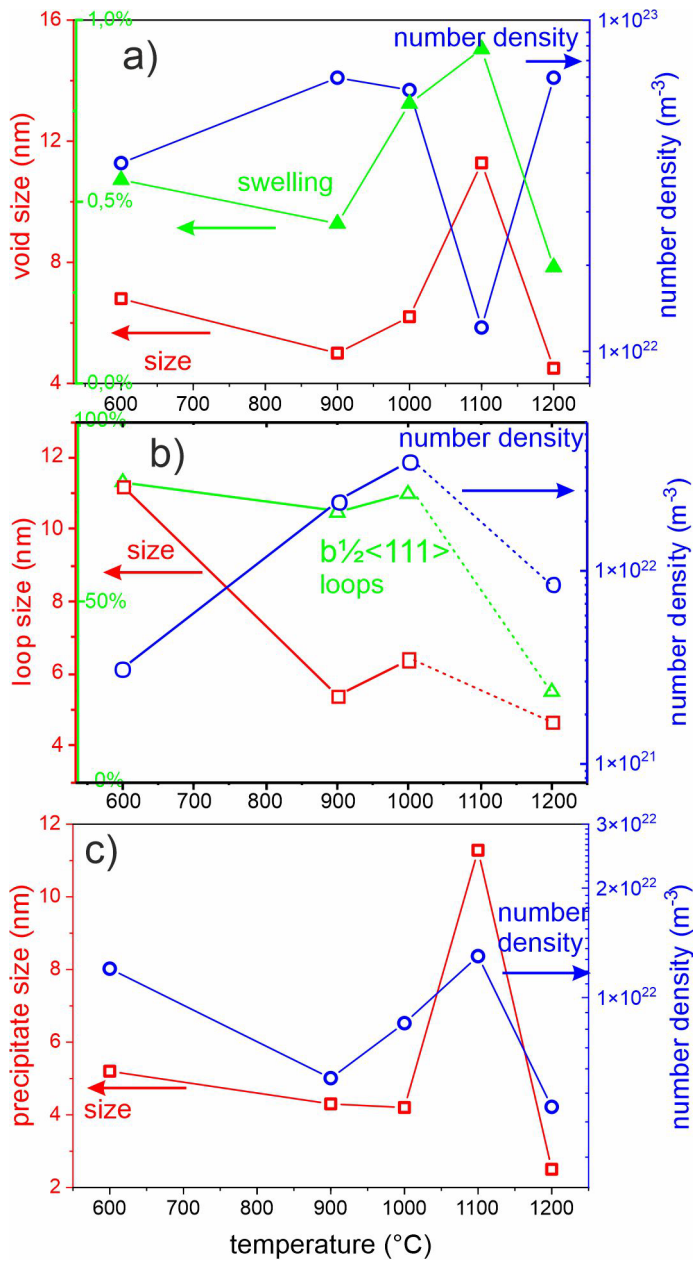 a)
void size (nm)
16
12
8
4
1,0%
0,5%
0,0%
number density
swelling
size
1×10²³
1×10²²
number density (m⁻³)
600 700 800 900 1000 1100 1200
b)
loop size (nm)
12
10
8
6
4
100%
50%
0%
number density
size
b½<111>
loops
1×10²²
1×10²¹
number density (m⁻³)
600 700 800 900 1000 1100 1200
c)
precipitate size (nm)
12
10
8
6
4
2
number
density
size
3×10²²
2×10²²
1×10²²
number density (m⁻³)
600 700 800 900 1000 1100 1200
temperature (°C)